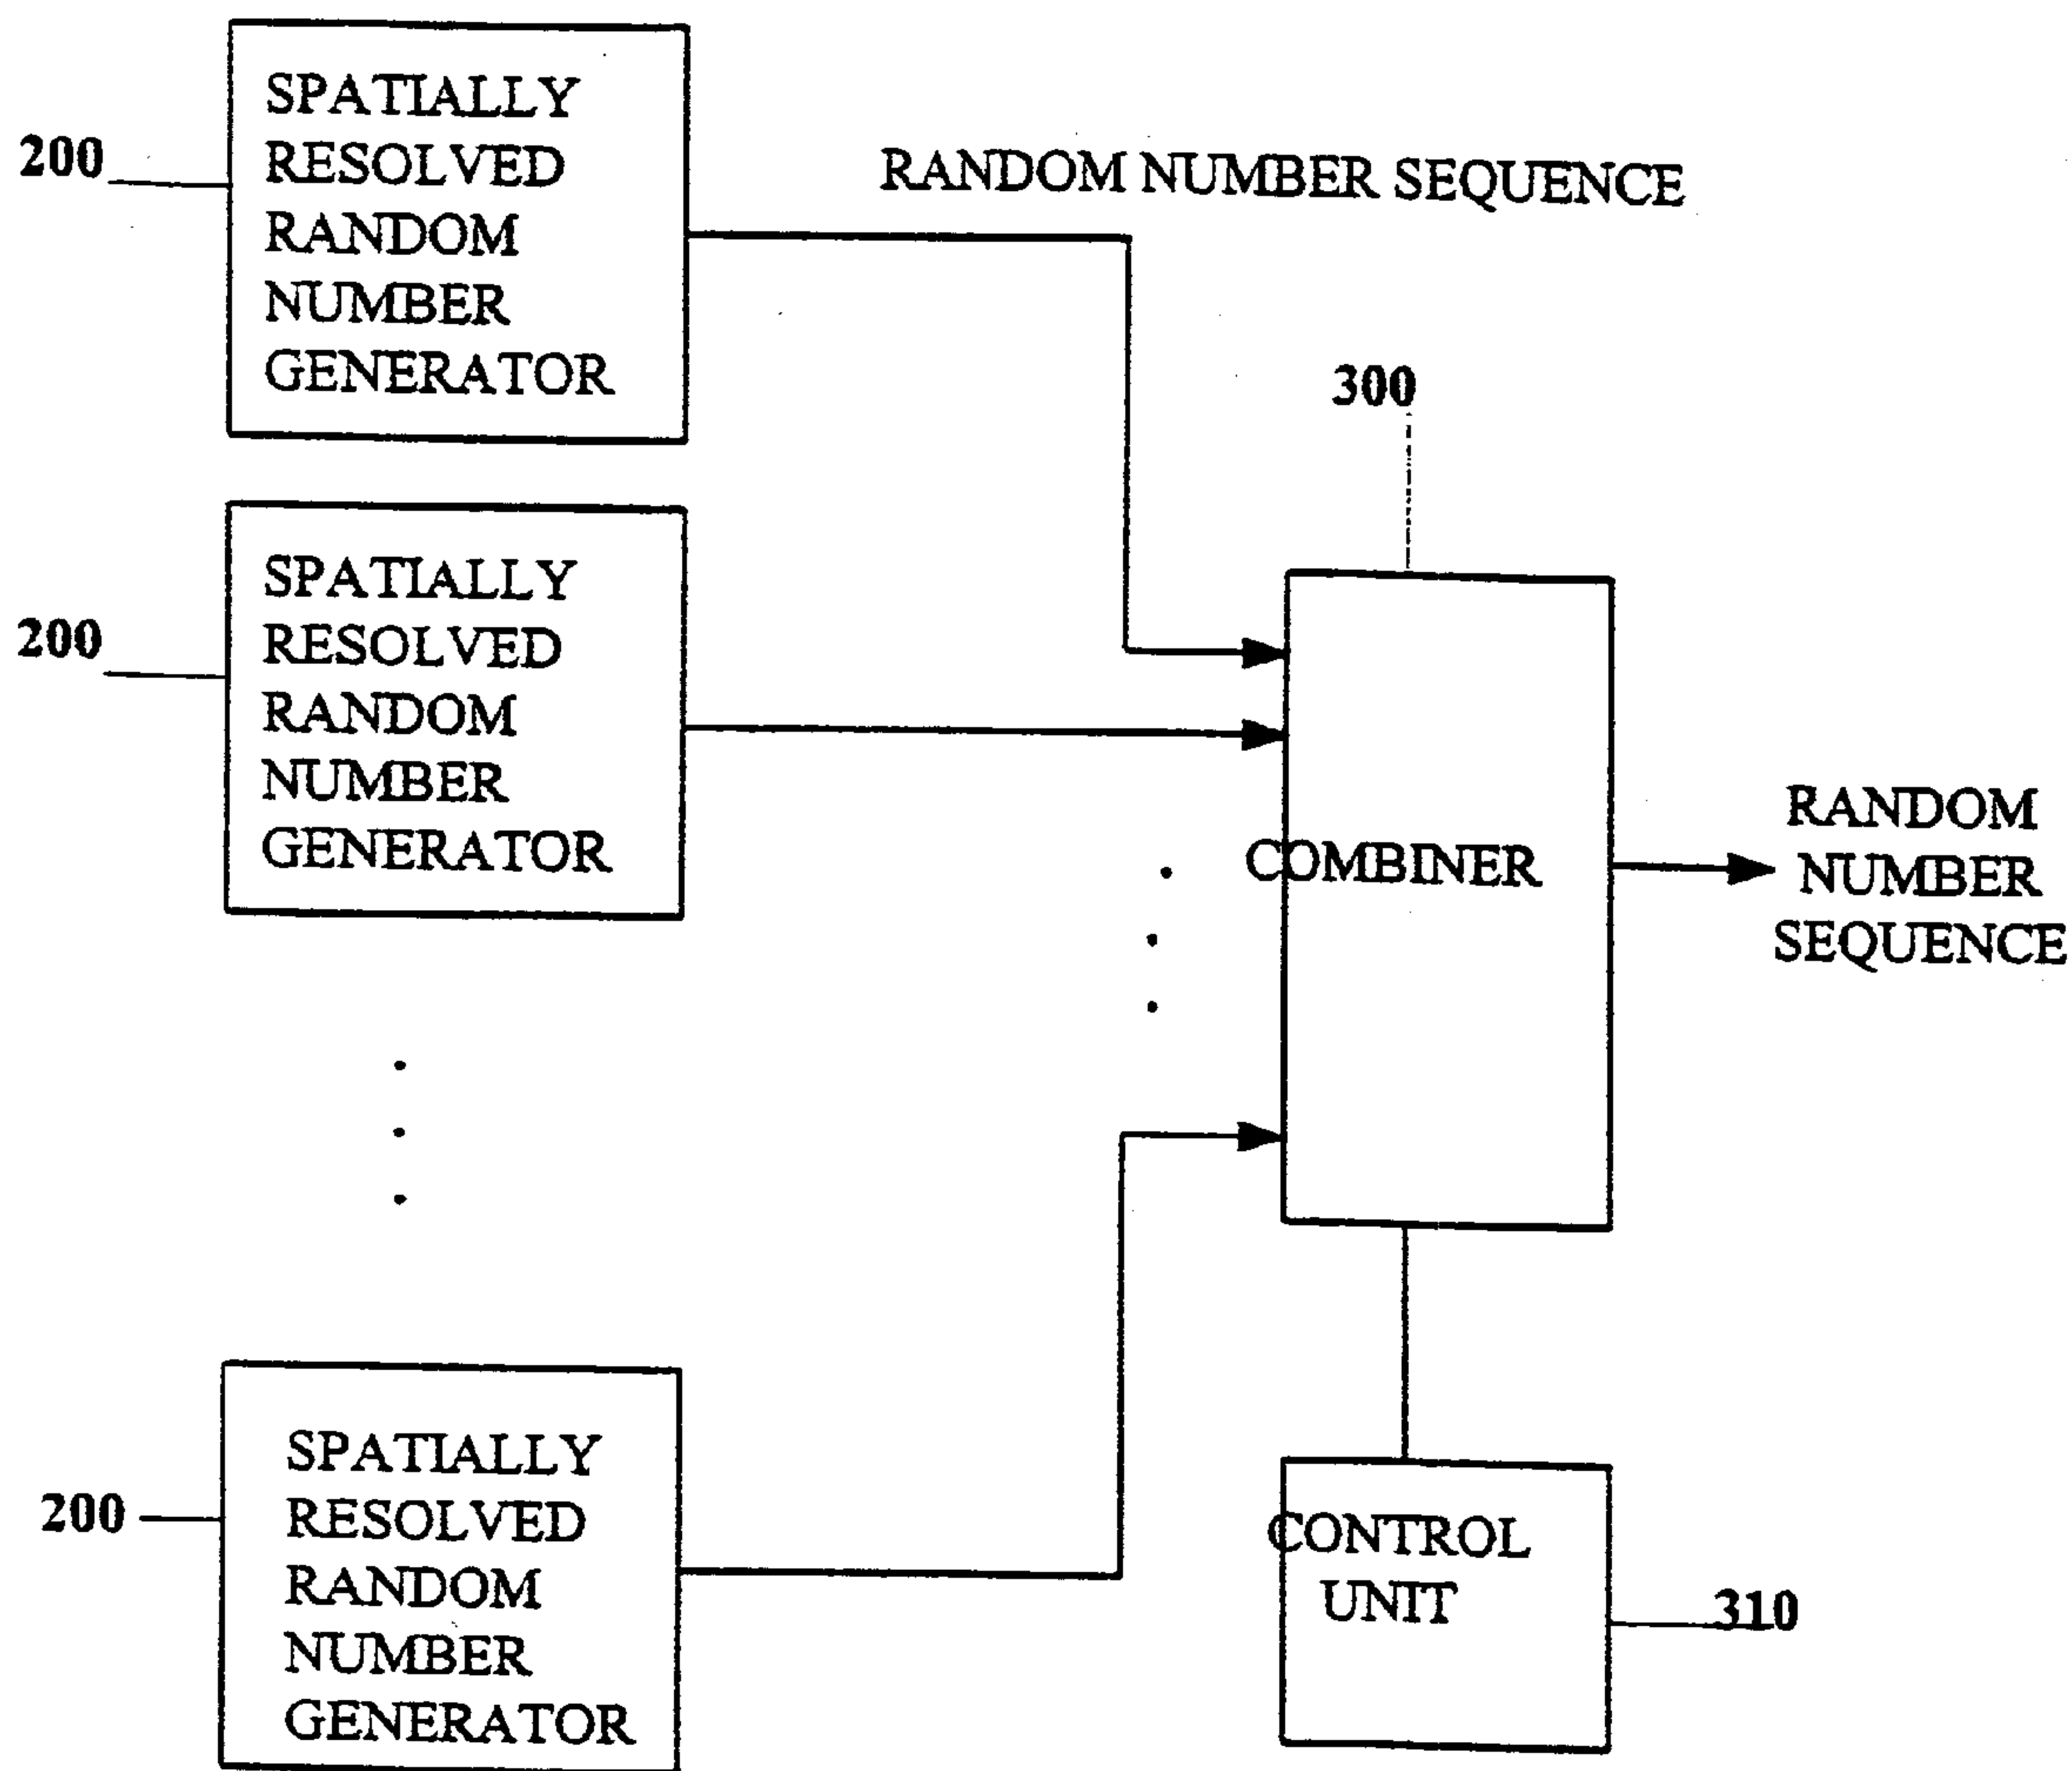 200
SPATIALLY
RESOLVED
RANDOM
NUMBER
GENERATOR
RANDOM NUMBER SEQUENCE
300
200
SPATIALLY
RESOLVED
RANDOM
NUMBER
GENERATOR
COMBINER
RANDOM
NUMBER
SEQUENCE
200
SPATIALLY
RESOLVED
RANDOM
NUMBER
GENERATOR
CONTROL
UNIT
310